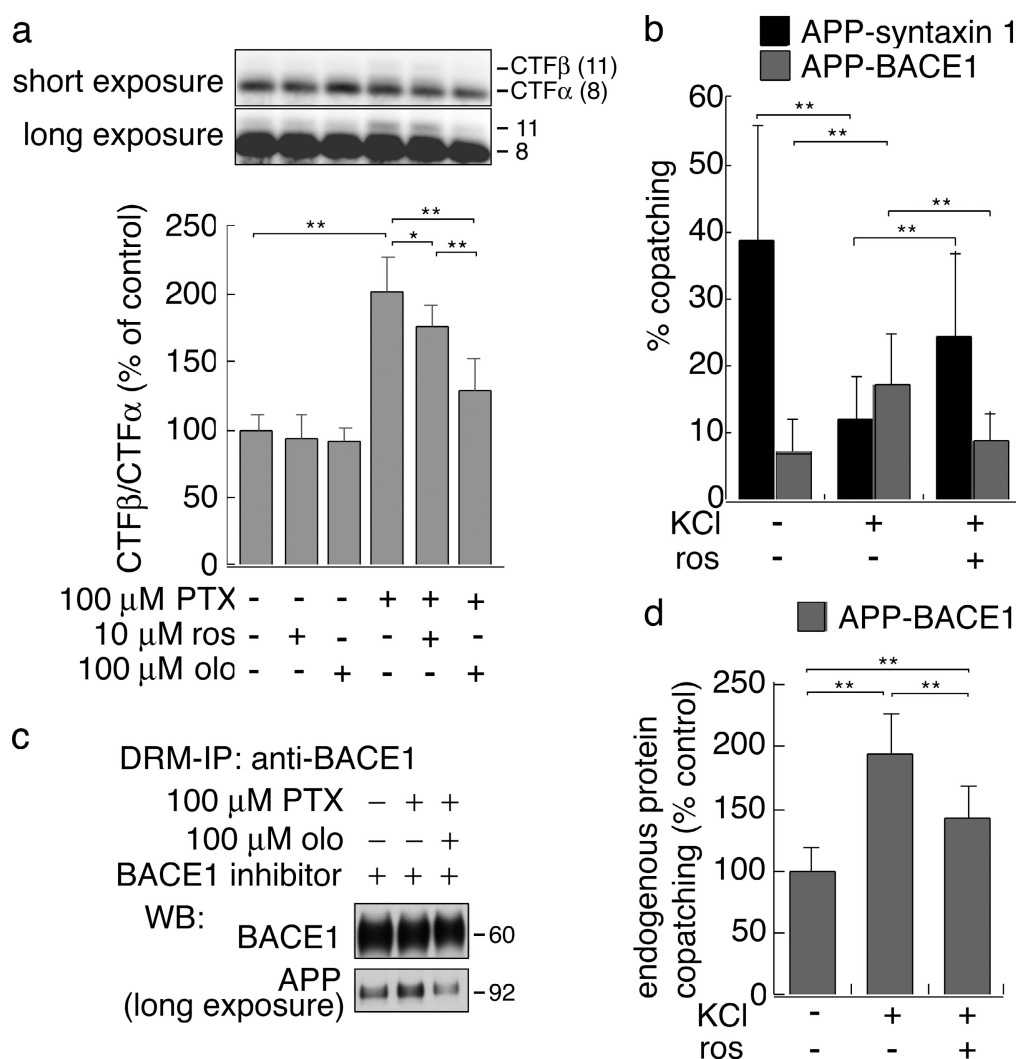 a
short exposure
CTFβ (11)
CTFα (8)
long exposure
11
8
CTFβ/CTFα (% of control)
250
200
150
100
50
0
** * ** **
100 μM PTX - - - + + +
10 μM ros - + - - + -
100 μM olo - - + - - +
b
APP-syntaxin 1
APP-BACE1
% copatching
60
50
40
30
20
10
0
** ** ** **
KCl - + +
ros - - +
c
DRM-IP: anti-BACE1
100 μM PTX - + +
100 μM olo - - +
BACE1 inhibitor + + +
WB:
BACE1
60
APP
(long exposure)
92
d
APP-BACE1
endogenous protein
copatching (% control)
250
200
150
100
50
0
** ** **
KCl - + +
ros - - +